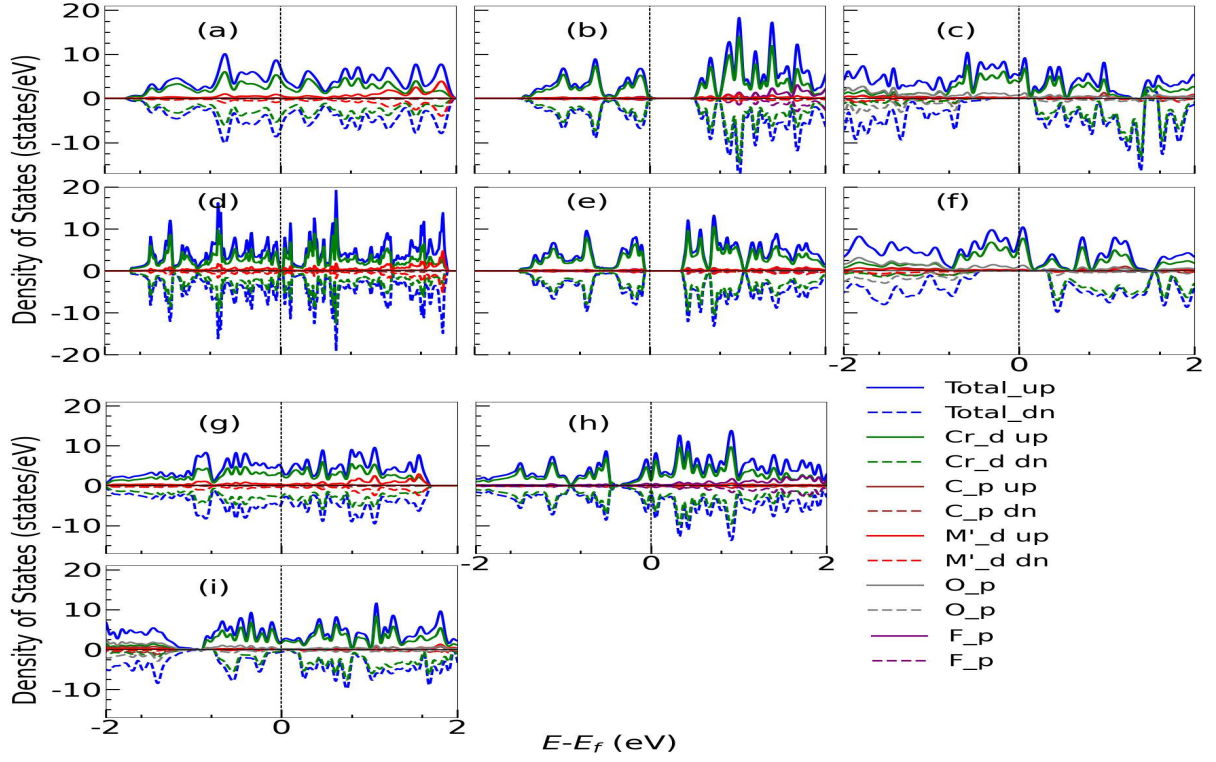 20
10
0
-10
(a)
(b)
(c)
20
10
0
-10
-20
(d)
(e)
(f)
-2
0
2
Density of States (states/eV)
20
10
0
-10
(g)
(h)
-2
0
2
20
10
0
-10
(i)
-2
0
2
Density of States (states/eV)
E-E_f (eV)
Total_up
Total_dn
Cr_d up
Cr_d dn
C_p up
C_p dn
M'_d up
M'_d dn
O_p
O_p
F_p
F_p